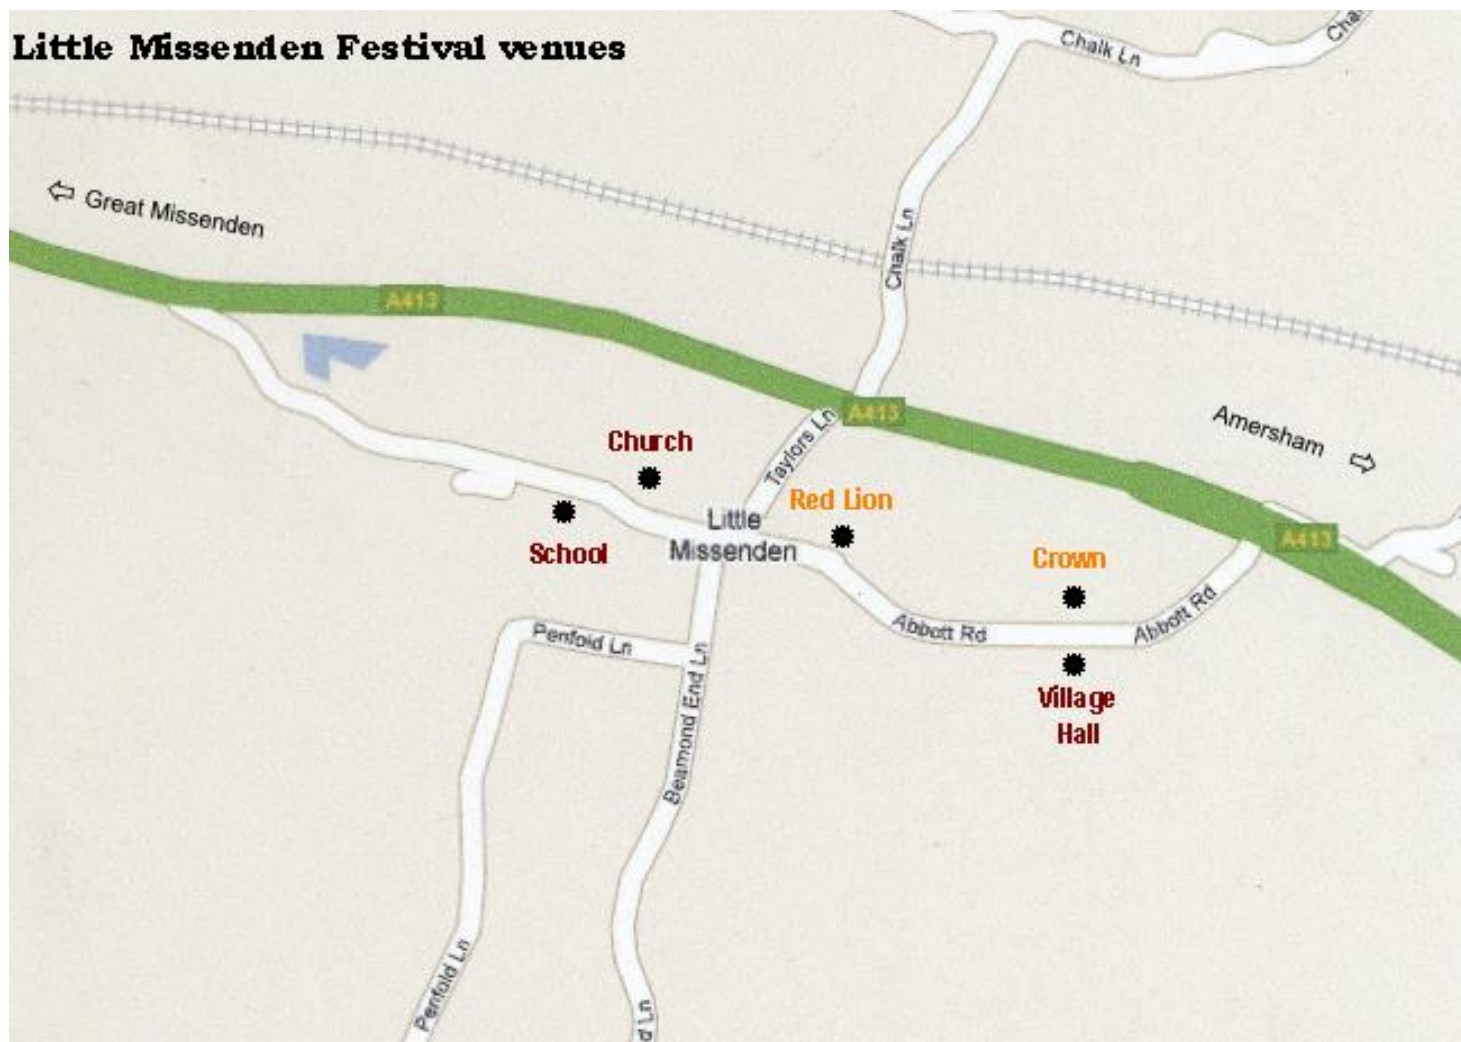 Little Missenden Festival venues
Chalk Ln
Cha
Great Missenden
Chalk Ln
A413
A413
Amersham
Church
Taylors Ln
Red Lion
Little
Missenden
School
A413
Crown
Abbott Rd
Abbott Rd
Penfold Ln
Beamond End Ln
Village
Hall
Penfold Ln
d Ln